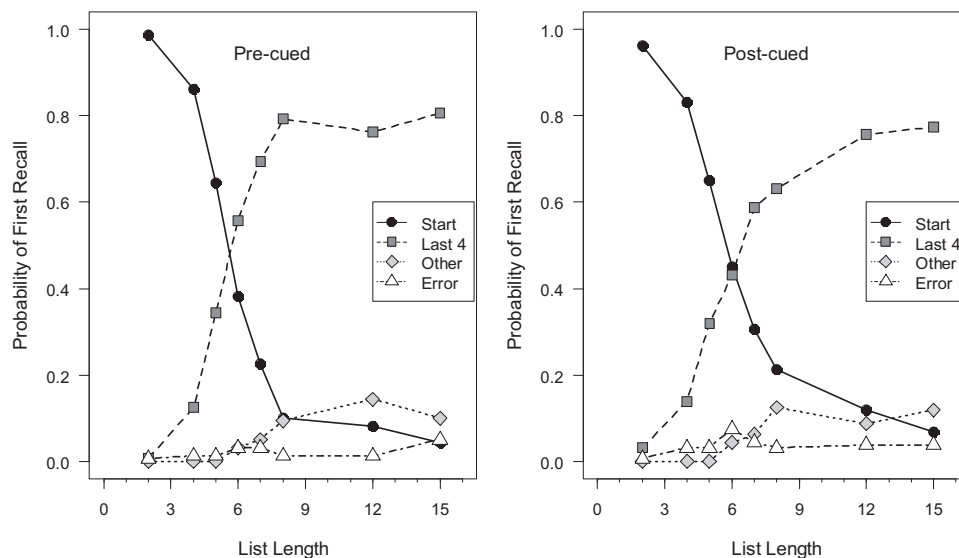 Pre-cued
Probability of First Recall
1.0
0.8
0.6
0.4
0.2
0.0
Start
Last 4
Other
Error
0 3 6 9 12 15
List Length
Post-cued
Probability of First Recall
1.0
0.8
0.6
0.4
0.2
0.0
Start
Last 4
Other
Error
0 3 6 9 12 15
List Length